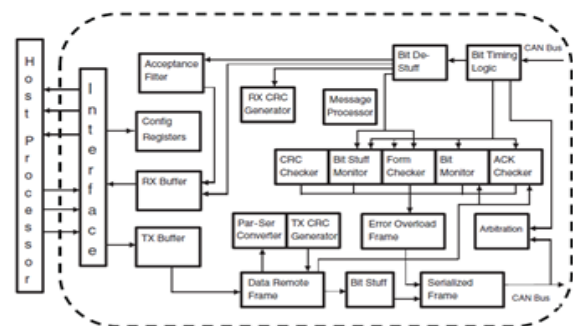 Host Processor
Interface
Acceptance
Filter
Config
Registers
RX Buffer
TX Buffer
RX CRC
Generator
Message
Processor
Bit De-
Stuff
Bit Timing
Logic
CAN Bus
CRC
Checker
Bit Stuff
Monitor
Form
Checker
Bit
Monitor
ACK
Checker
Par-Ser
Converter
TX CRC
Generator
Error Overload
Frame
Arbitration
Data Remote
Frame
Bit Stuff
Serialized
Frame
CAN Bus